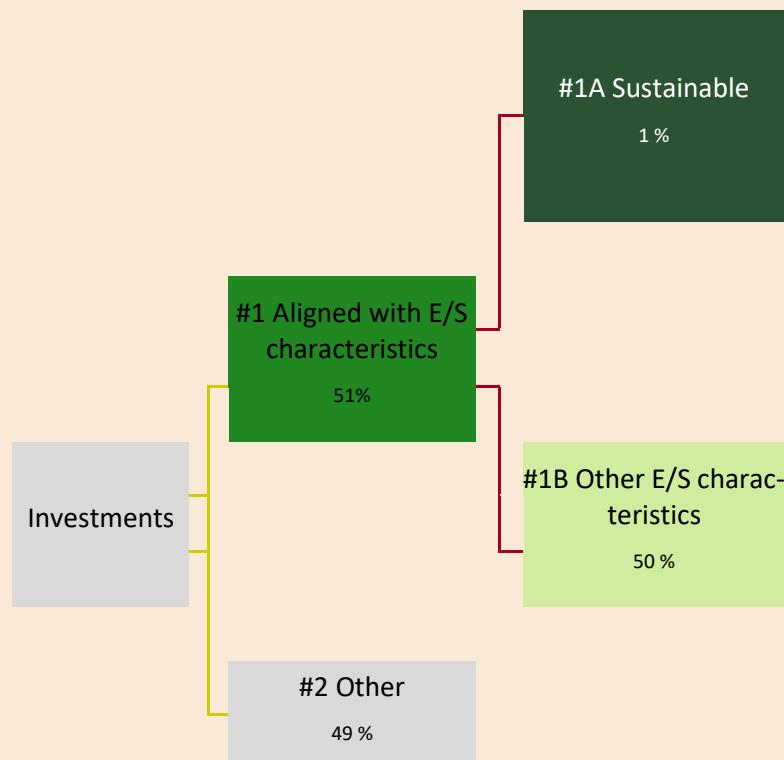 #1A Sustainable
1 %
#1 Aligned with E/S
characteristics
51%
Investments
#1B Other E/S charac-
teristics
50 %
#2 Other
49 %